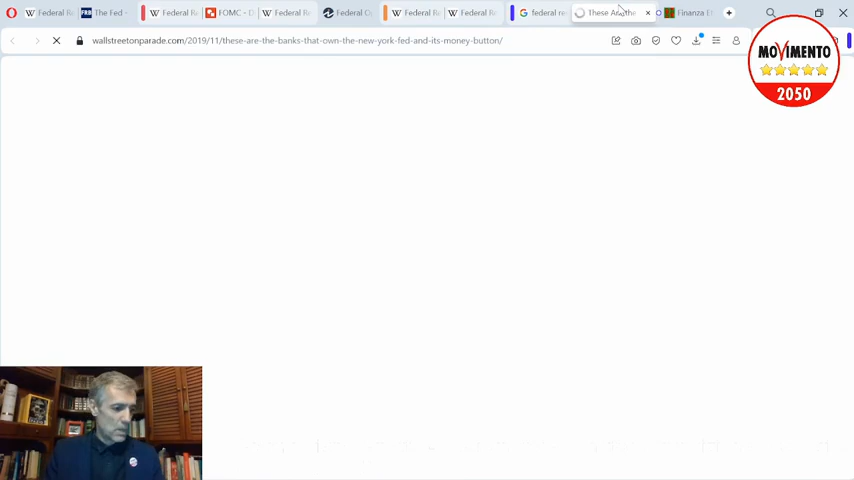 Federal Re
FRB The Fed -
Federal R
FOMC - D
Federal R
Federal O
Federal Re
Federal Re
federal re
These Are the
Finanza D
wallstreetonparade.com/2019/11/these-are-the-banks-that-own-the-new-york-fed-and-its-money-button/
MOVIMENTO
2050